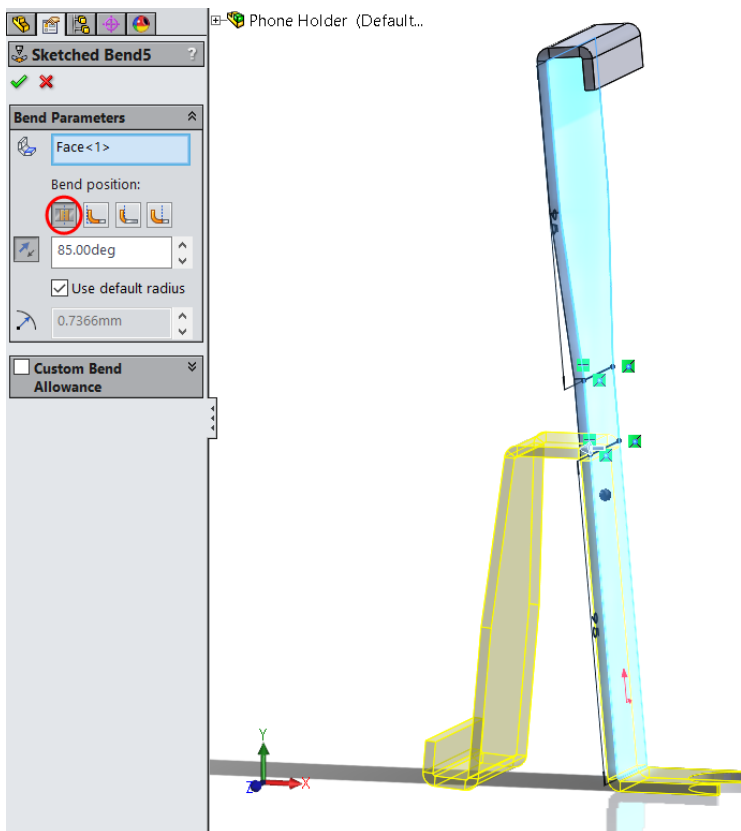 Phone Holder (Default...
Sketched Bend5 ?
Bend Parameters
Face<1>
Bend position:
85.00deg
Use default radius
0.7366mm
Custom Bend
Allowance
Y
X
Z